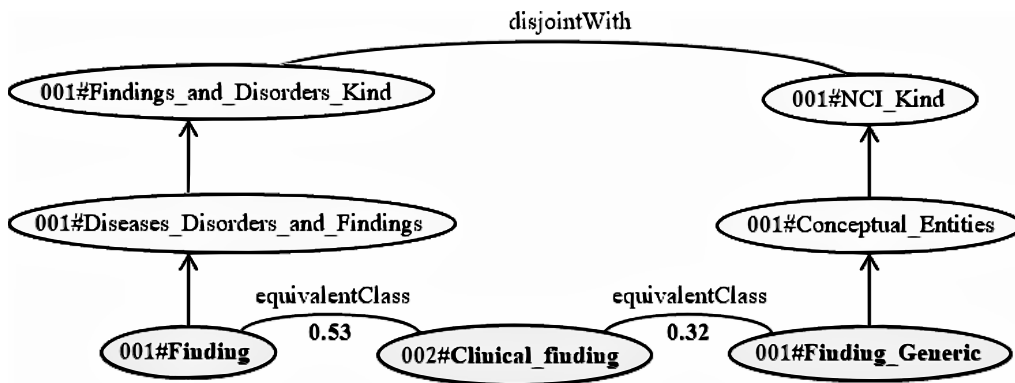 disjointWith
001#Findings_and_Disorders_Kind
001#NCI_Kind
001#Diseases_Disorders_and_Findings
001#Conceptual_Entities
equivalentClass
equivalentClass
0.53
0.32
001#Finding
002#Clinical_finding
001#Finding_Generic